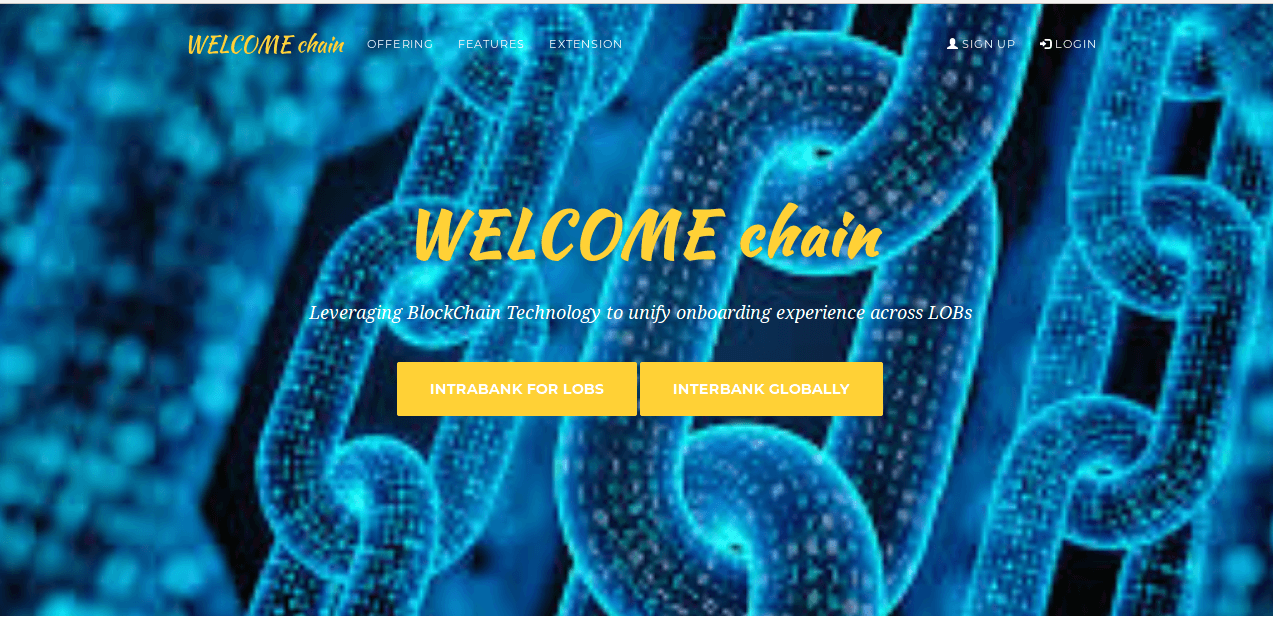 WELCOME chain OFFERING FEATURES EXTENSION SIGN UP LOGIN
WELCOME chain
Leveraging BlockChain Technology to unify onboarding experience across LOBs
INTRABANK FOR LOBS INTERBANK GLOBALLY